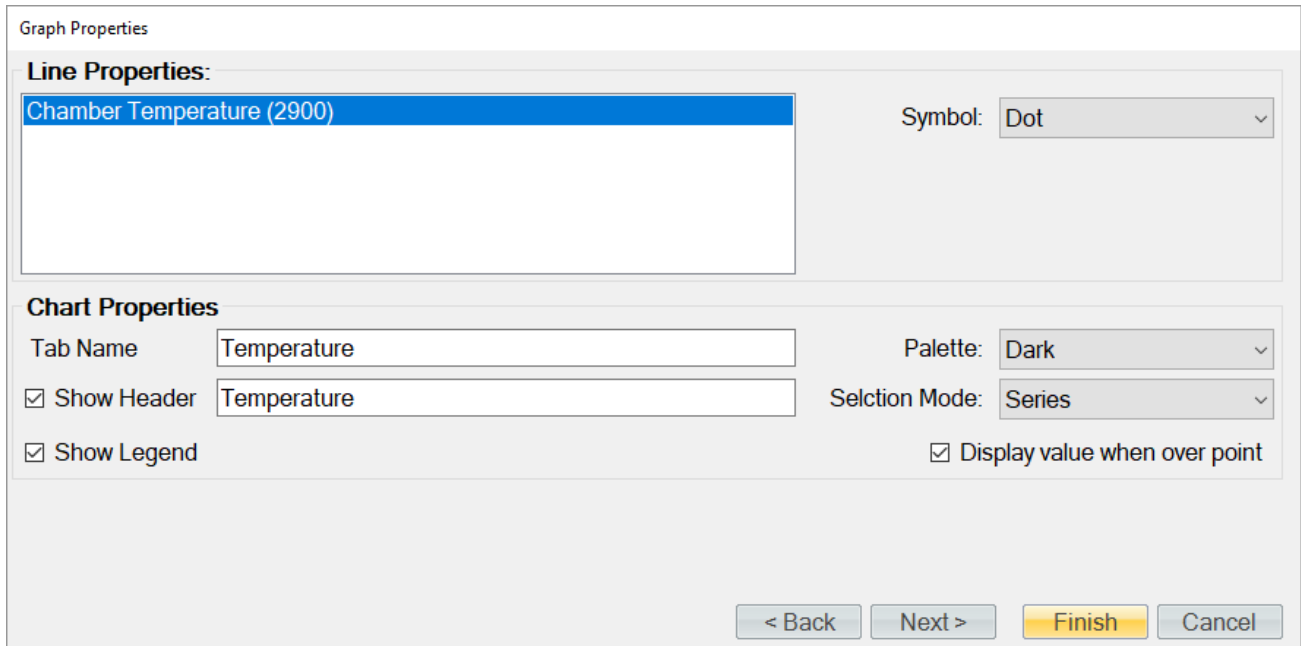 Graph Properties
Line Properties:
Chamber Temperature (2900)
Symbol: Dot
Chart Properties
Tab Name Temperature Palette: Dark
Show Header Temperature Selction Mode: Series
Show Legend Display value when over point
< Back Next > Finish Cancel